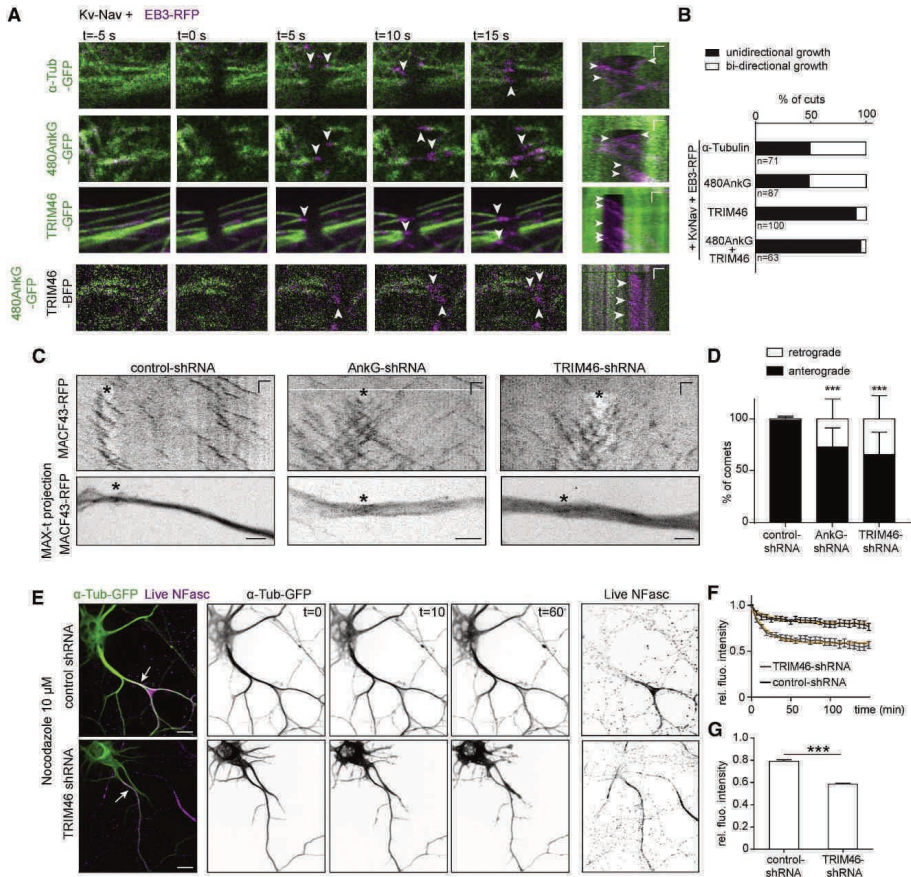 A
Kv-Nav + EB3-RFP
t=-5 s t=0 s t=5 s t=10 s t=15 s
α-Tub
-GFP
480AnkG
-GFP
TRIM46
-GFP
480AnkG
-GFP
TRIM46
-BFP
B
unidirectional growth
bi-directional growth
% of cuts
0 50 100
+ KvNav + EB3-RFP
α-Tubulin
n=71
480AnkG
n=87
TRIM46
n=100
480AnkG
+
TRIM46
n=63
C
control-shRNA AnkG-shRNA TRIM46-shRNA
MACF43-RFP
* * *
MAX-t projection
MACF43-RFP
* * *
D
retrograde
anterograde
*** ***
% of comets
100
50
0
control-
shRNA
AnkG-
shRNA
TRIM46-
shRNA
E
α-Tub-GFP Live NFasc α-Tub-GFP Live NFasc
t=0 t=10 t=60
Nocodazole 10 μM
control shRNA
TRIM46 shRNA
F
rel. fluo. intensity
1.0
0.5
0
TRIM46-shRNA
control-shRNA
50 100 time (min)
G
rel. fluo. intensity
1.0
0.8
0.6
0.4
0.2
0
***
control-
shRNA
TRIM46-
shRNA